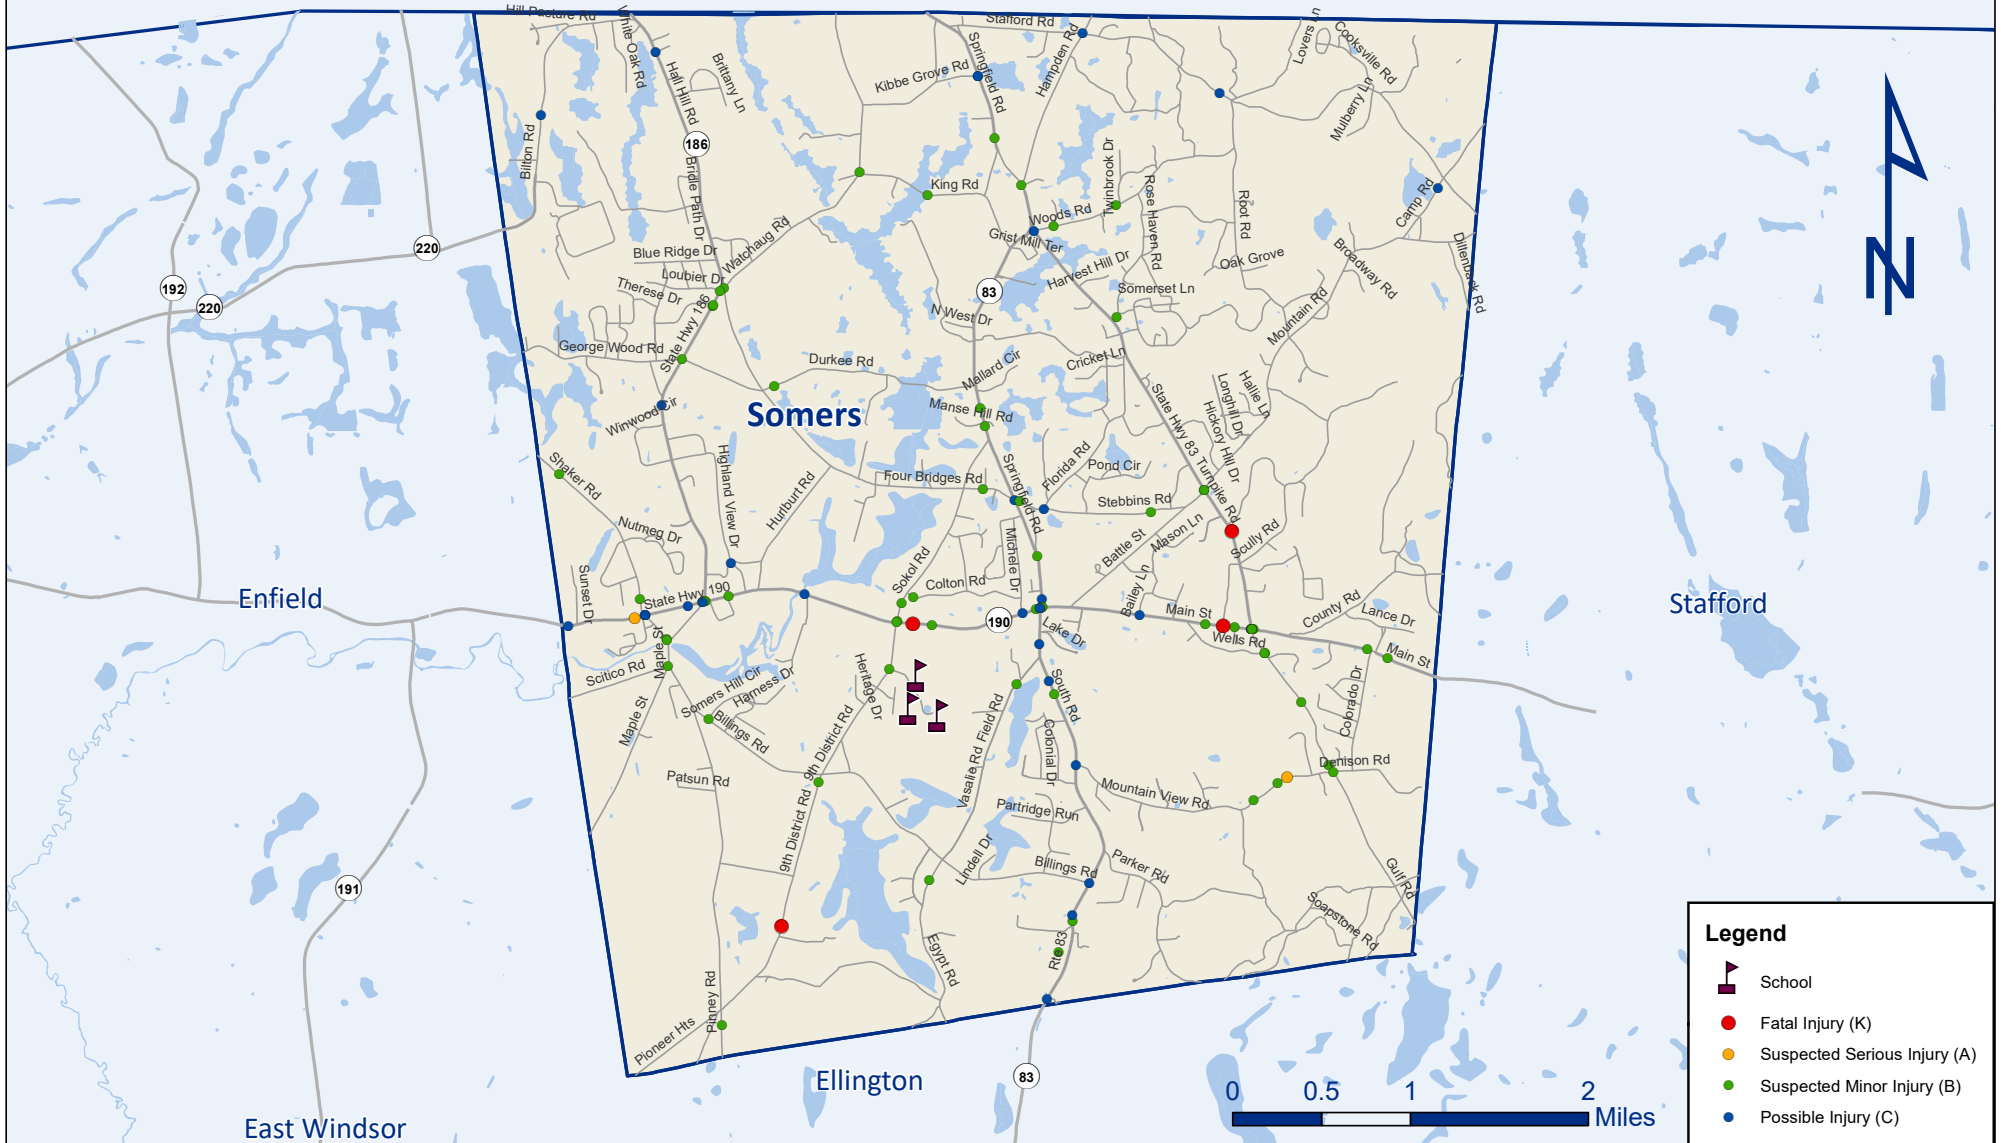 Hill Pasture Rd
White Oak Rd
Hall Hill Rd
Brittany Ln
Stafford Rd
Springfield Rd
Hampden Rd
Kibbe Grove Rd
Lovers Ln
Cooksville Rd
Mulberry Ln
Bilton Rd
186
Bridle Path Dr
King Rd
Woods Rd
Twinbrook Dr
Rose Haven Rd
Root Rd
Camp Rd
Dillenback Rd
Grist Mill Ter
Watchaug Rd
Blue Ridge Dr
Loubier Dr
Therese Dr
220
192
220
83
Harvest Hill Dr
Oak Grove
Broadway Rd
Somerset Ln
Mountain Rd
State Hwy 186
N West Dr
George Wood Rd
Durkee Rd
Mallard Cir
Cricket Ln
Somers
Manse Hill Rd
Winwood Cir
State Hwy 83
Turnpike Rd
Longhill Dr
Hallie Ln
Hickory Hill Dr
Shaker Rd
Highland View Dr
Hurlburt Rd
Four Bridges Rd
Springfield Rd
Florida Rd
Pond Cir
Stebbins Rd
Nutmeg Dr
Michele Dr
Battle St
Mason Ln
Scully Rd
Sunset Dr
Sokol Rd
Colton Rd
Bailey Ln
State Hwy 190
Enfield
Stafford
190
Main St
County Rd
Lance Dr
Wells Rd
Main St
Lake Dr
Maple St
Scitico Rd
Somers Hill Cir
Harness Dr
Heritage Dr
Maple St
Billings Rd
9th District Rd
Field Rd
South Rd
Colonial Dr
Colorado Dr
Vasalie Rd
Denison Rd
Patsun Rd
9th District Rd
Mountain View Rd
Partridge Run
Lindell Dr
Billings Rd
Parker Rd
Gulf Rd
Soapstone Rd
191
Egypt Rd
Rte 83
Pinney Rd
Pioneer Hts
Ellington
83
East Windsor
N
0 0.5 1 2
Miles
Legend
School
Fatal Injury (K)
Suspected Serious Injury (A)
Suspected Minor Injury (B)
Possible Injury (C)